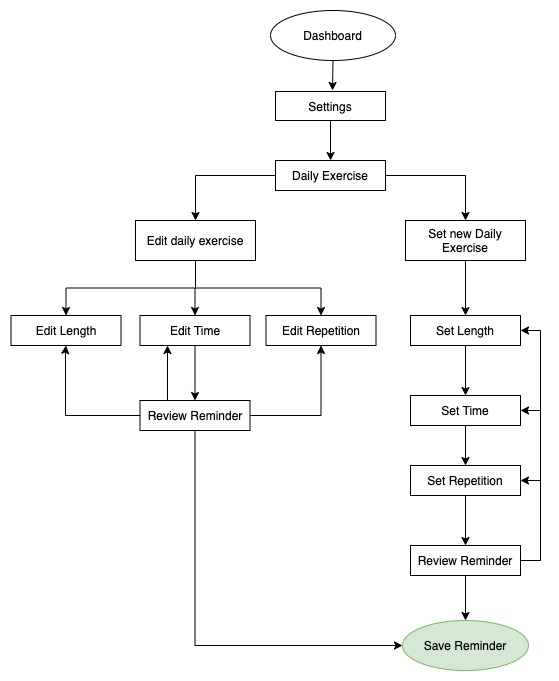 Dashboard
Settings
Daily Exercise
Edit daily exercise
Set new Daily
Exercise
Edit Length
Edit Time
Edit Repetition
Set Length
Set Time
Review Reminder
Set Repetition
Review Reminder
Save Reminder